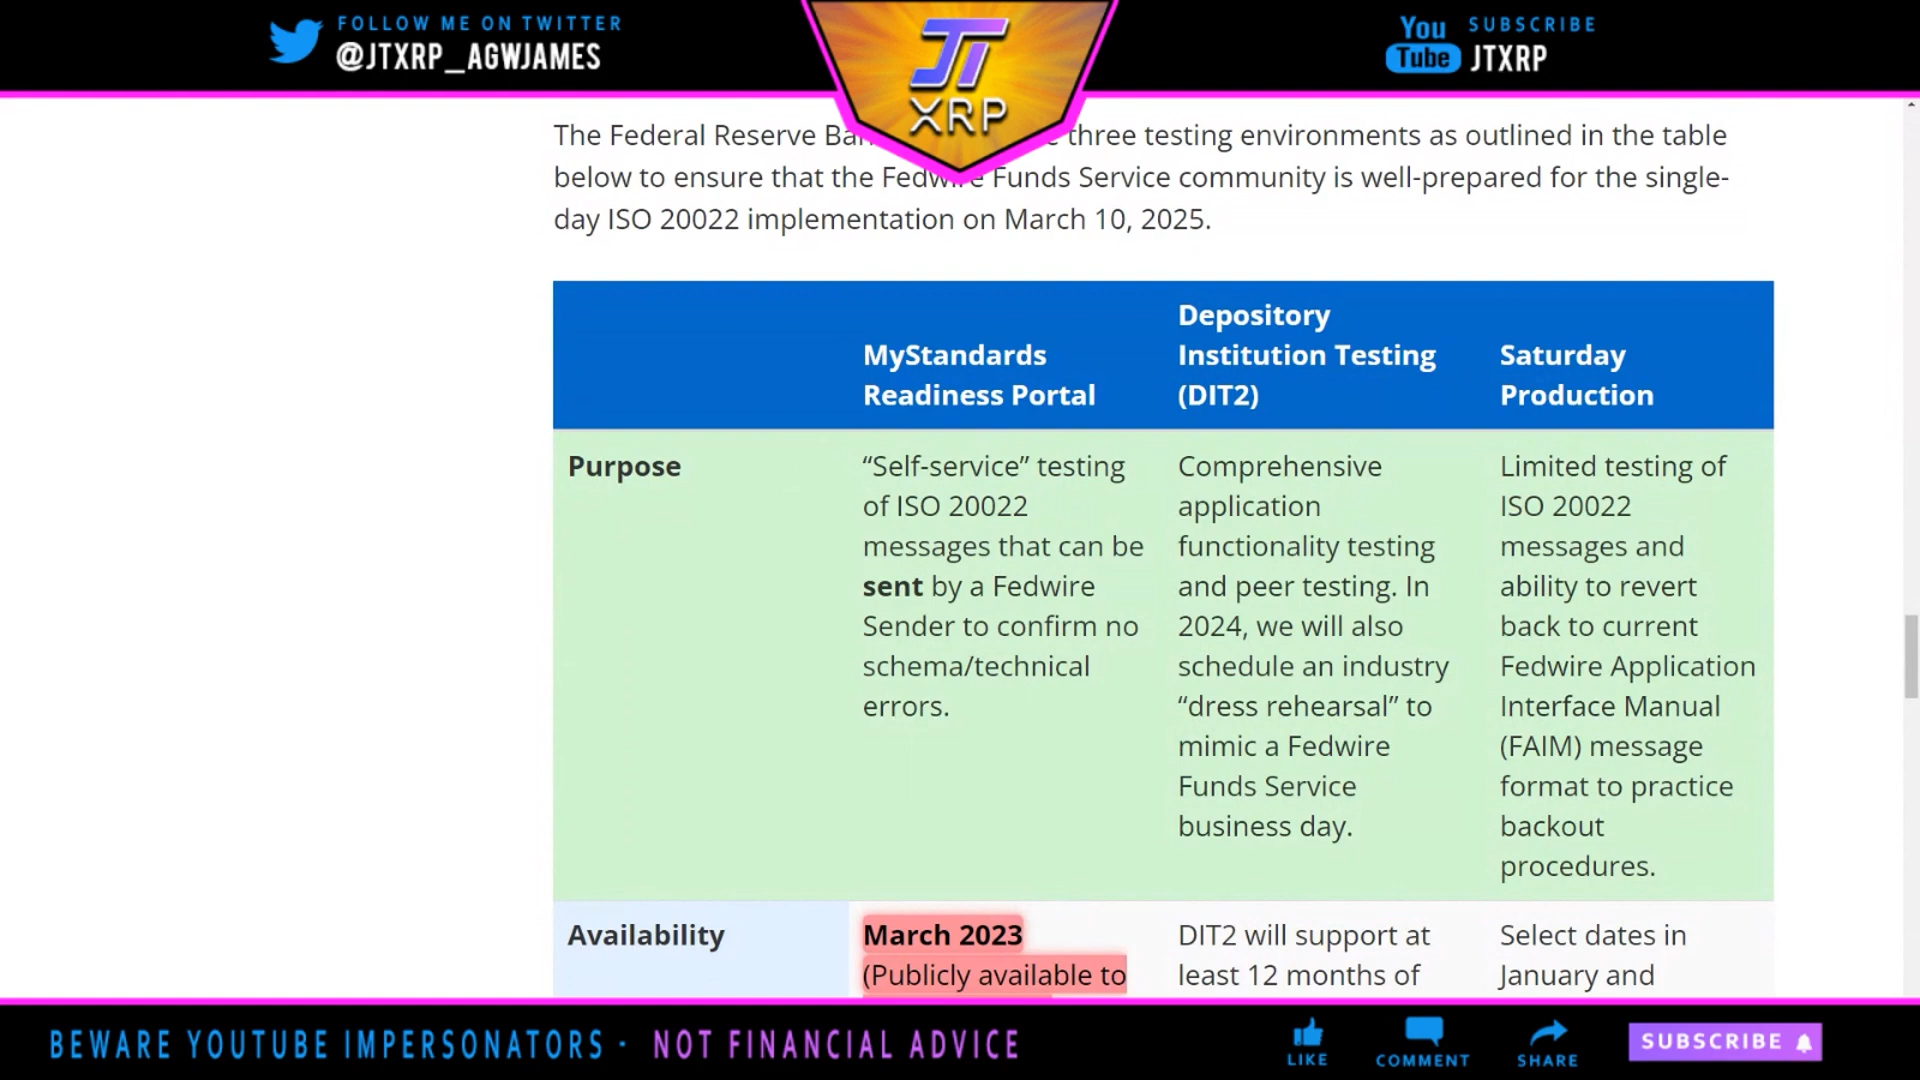 FOLLOW ME ON TWITTER
@JTXRP_AGWJAMES
JT
XRP
You Tube
SUBSCRIBE
JTXRP
The Federal Reserve three testing environments as outlined in the table
below to ensure that the Fedwire Funds Service community is well-prepared for the single-
day ISO 20022 implementation on March 10, 2025.
MyStandards
Readiness Portal
Depository
Institution Testing
(DIT2)
Saturday
Production
Purpose
“Self-service” testing
of ISO 20022
messages that can be
sent by a Fedwire
Sender to confirm no
schema/technical
errors.
Comprehensive
application
functionality testing
and peer testing. In
2024, we will also
schedule an industry
“dress rehearsal” to
mimic a Fedwire
Funds Service
business day.
Limited testing of
ISO 20022
messages and
ability to revert
back to current
Fedwire Application
Interface Manual
(FAIM) message
format to practice
backout
procedures.
Availability
March 2023
(Publicly available to
DIT2 will support at
least 12 months of
Select dates in
January and
BEWARE YOUTUBE IMPERSONATORS · NOT FINANCIAL ADVICE
LIKE
COMMENT
SHARE
SUBSCRIBE